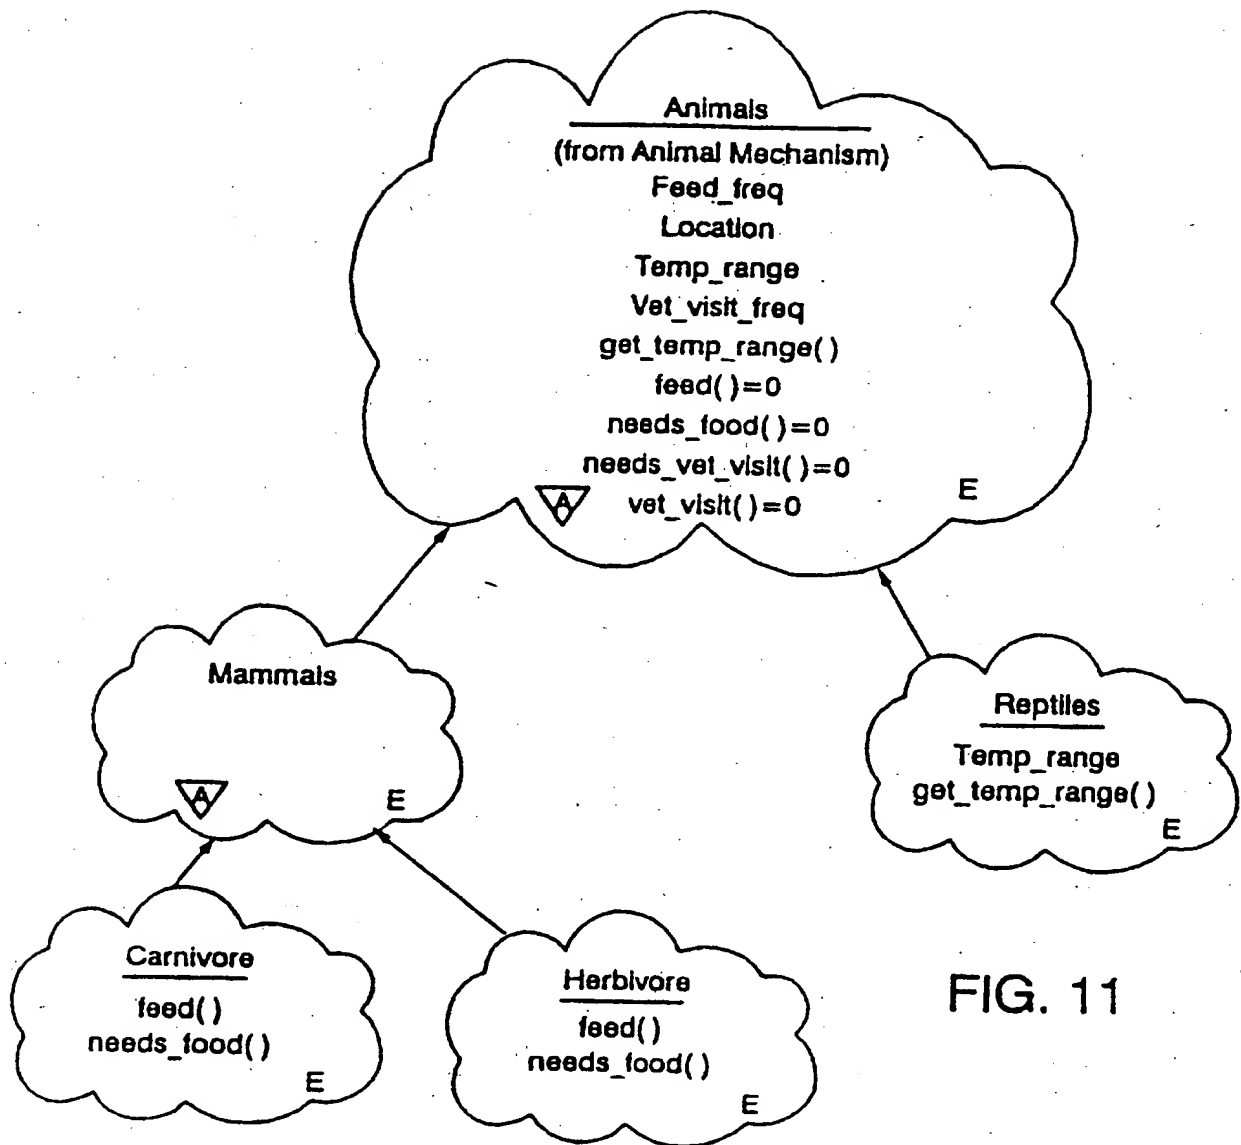 Animals
(from Animal Mechanism)
Feed_freq
Location
Temp_range
Vet_visit_freq
get_temp_range()
feed()=0
needs_food()=0
needs_vet_visit()=0
A
vet_visit()=0
E
Mammals
A
E
Reptiles
Temp_range
get_temp_range()
E
Carnivore
feed()
needs_food()
E
Herbivore
feed()
needs_food()
E
FIG. 11